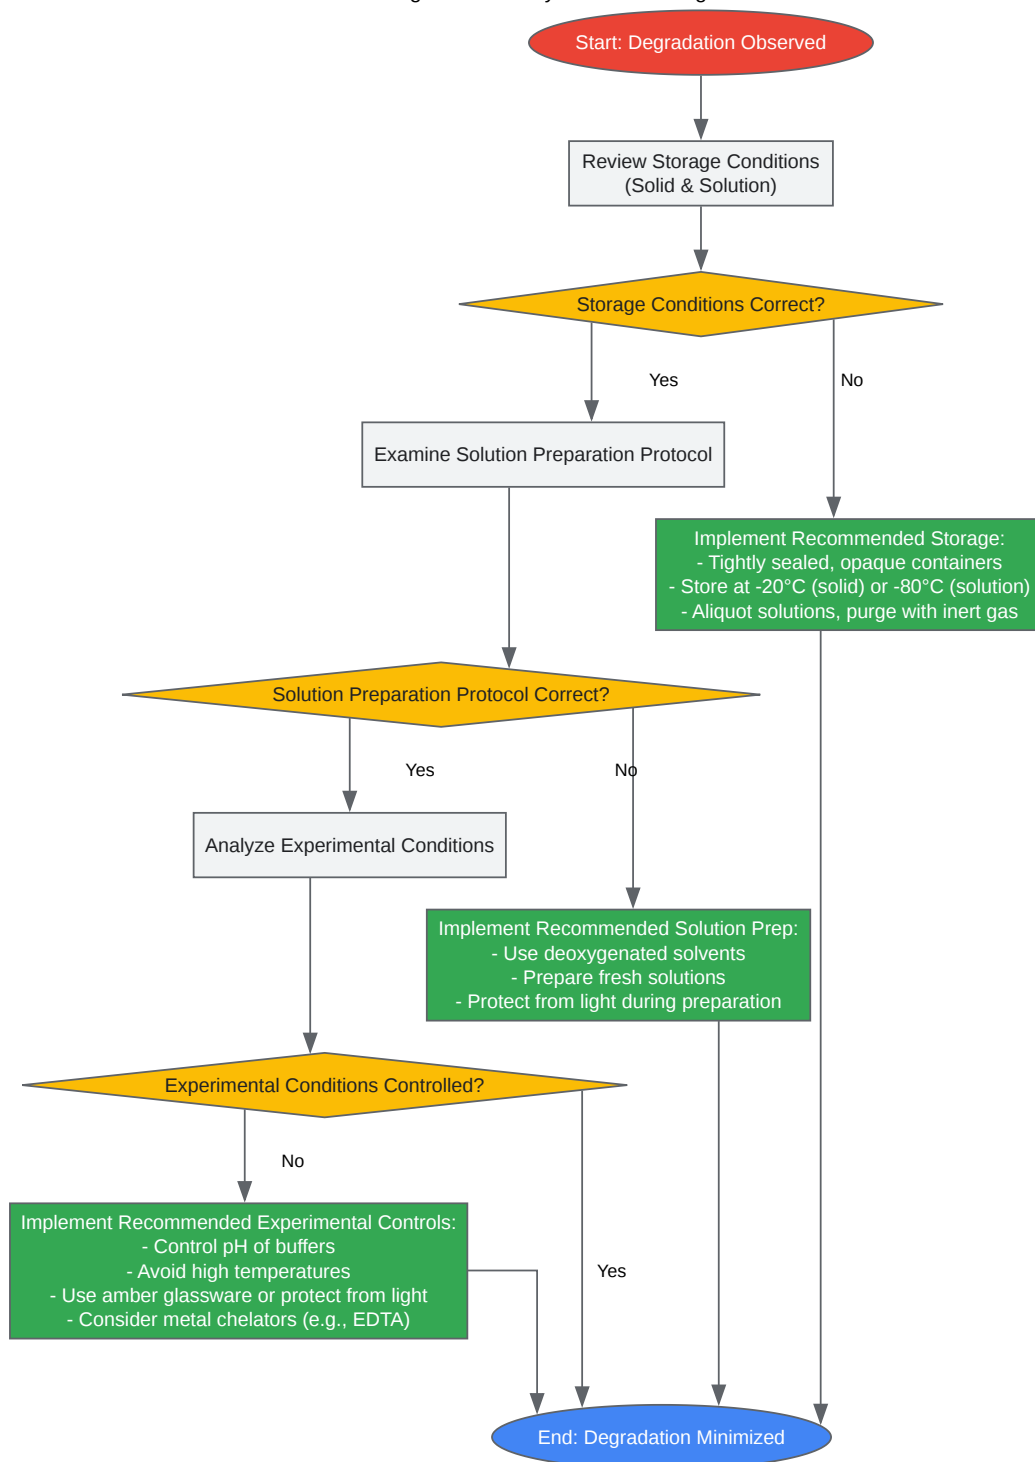 Start: Degradation Observed
Review Storage Conditions
(Solid & Solution)
Storage Conditions Correct?
Yes
No
Examine Solution Preparation Protocol
Implement Recommended Storage:
- Tightly sealed, opaque containers
- Store at -20°C (solid) or -80°C (solution)
- Aliquot solutions, purge with inert gas
Solution Preparation Protocol Correct?
Yes
No
Analyze Experimental Conditions
Implement Recommended Solution Prep:
- Use deoxygenated solvents
- Prepare fresh solutions
- Protect from light during preparation
Experimental Conditions Controlled?
No
Implement Recommended Experimental Controls:
- Control pH of buffers
- Avoid high temperatures
- Use amber glassware or protect from light
- Consider metal chelators (e.g., EDTA)
Yes
End: Degradation Minimized